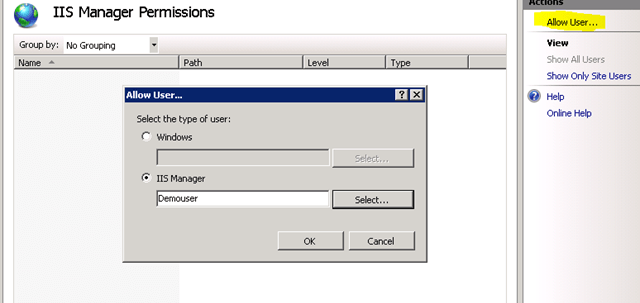 IIS Manager Permissions
Group by: No Grouping
Name Path Level Type
Allow User...
Select the type of user:
Windows
Select...
IIS Manager
Demouser Select...
OK Cancel
Actions
Allow User...
View
Show All Users
Show Only Site Users
Help
Online Help